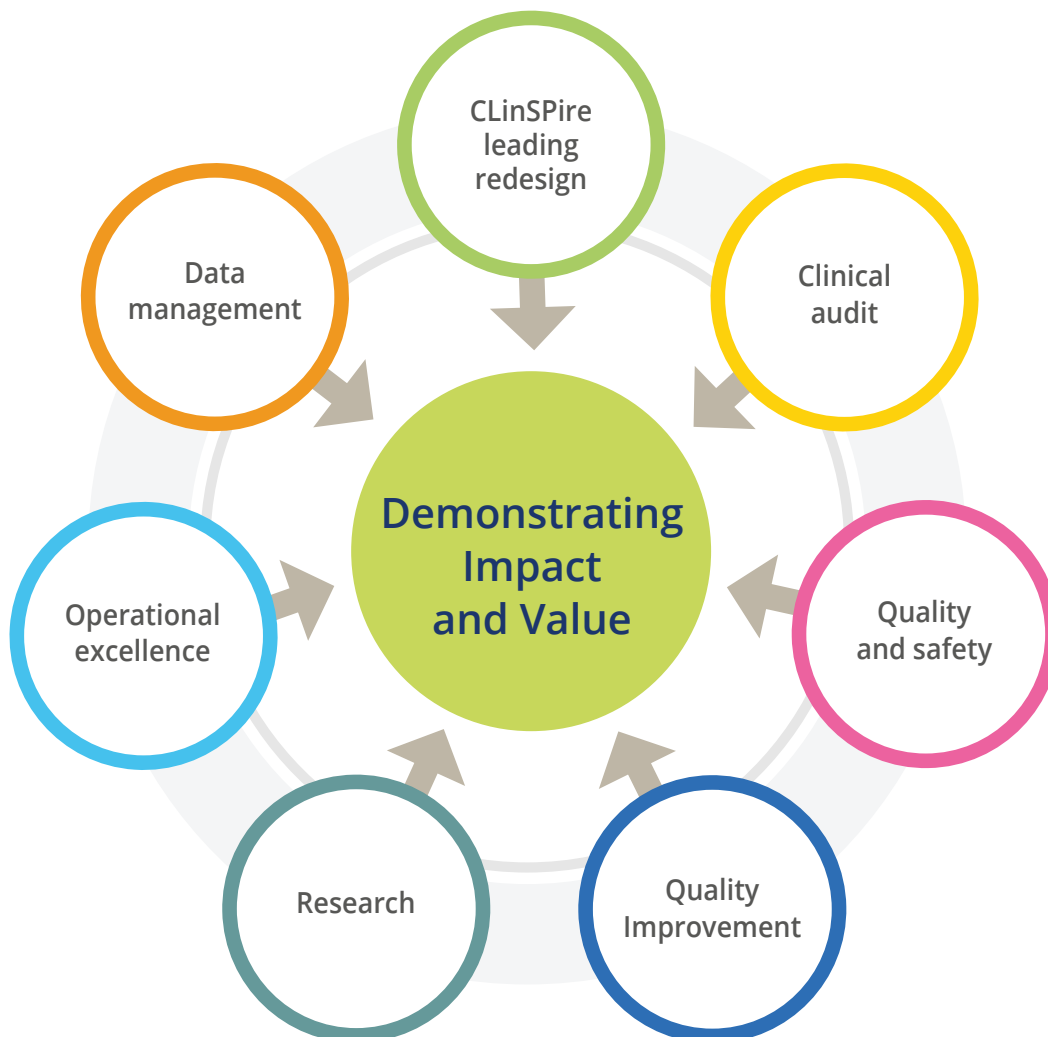 CLinSPire
leading
redesign
Clinical
audit
Quality
and safety
Quality
Improvement
Research
Operational
excellence
Data
management
Demonstrating
Impact
and Value